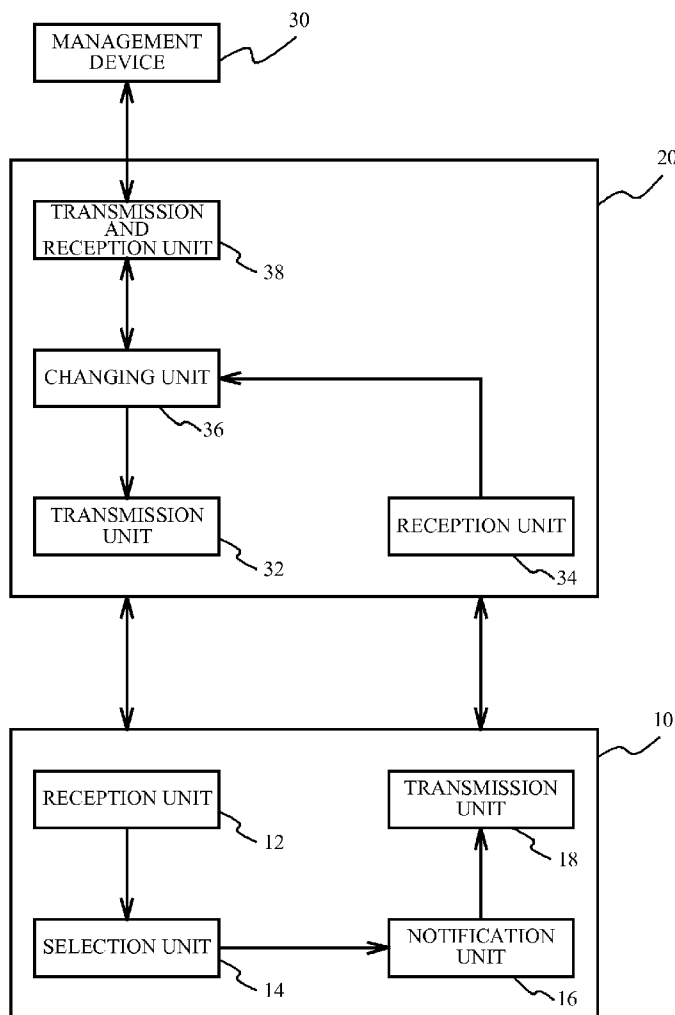 30
MANAGEMENT
DEVICE
20
TRANSMISSION
AND
RECEPTION UNIT
38
CHANGING UNIT
36
TRANSMISSION
UNIT
32
RECEPTION UNIT
34
10
RECEPTION UNIT
12
TRANSMISSION
UNIT
18
SELECTION UNIT
14
NOTIFICATION
UNIT
16